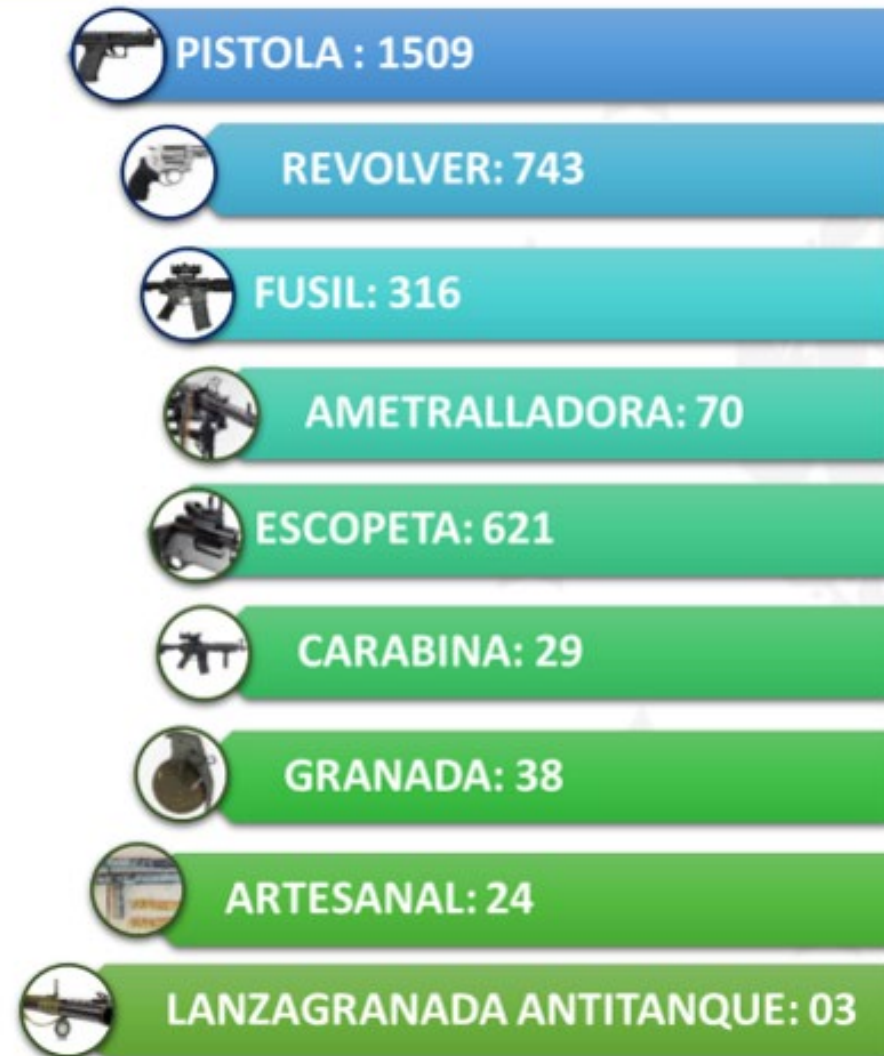 PISTOLA : 1509
REVOLVER: 743
FUSIL: 316
AMETRALLADORA: 70
ESCOPETA: 621
CARABINA: 29
GRANADA: 38
ARTESANAL: 24
LANZAGRANADA ANTITANQUE: 03